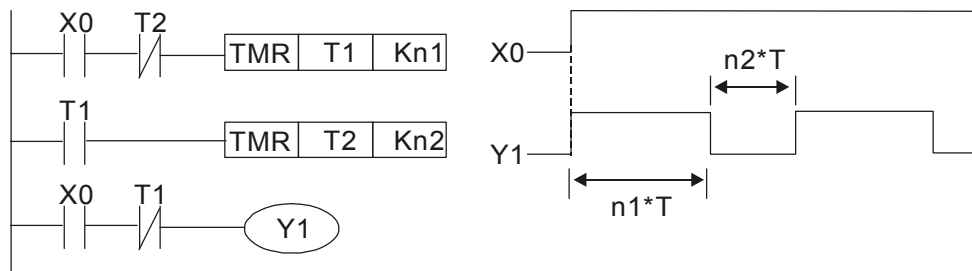 X0 T2
TMR T1 Kn1
T1
TMR T2 Kn2
X0 T1
Y1
X0
n2*T
Y1
n1*T